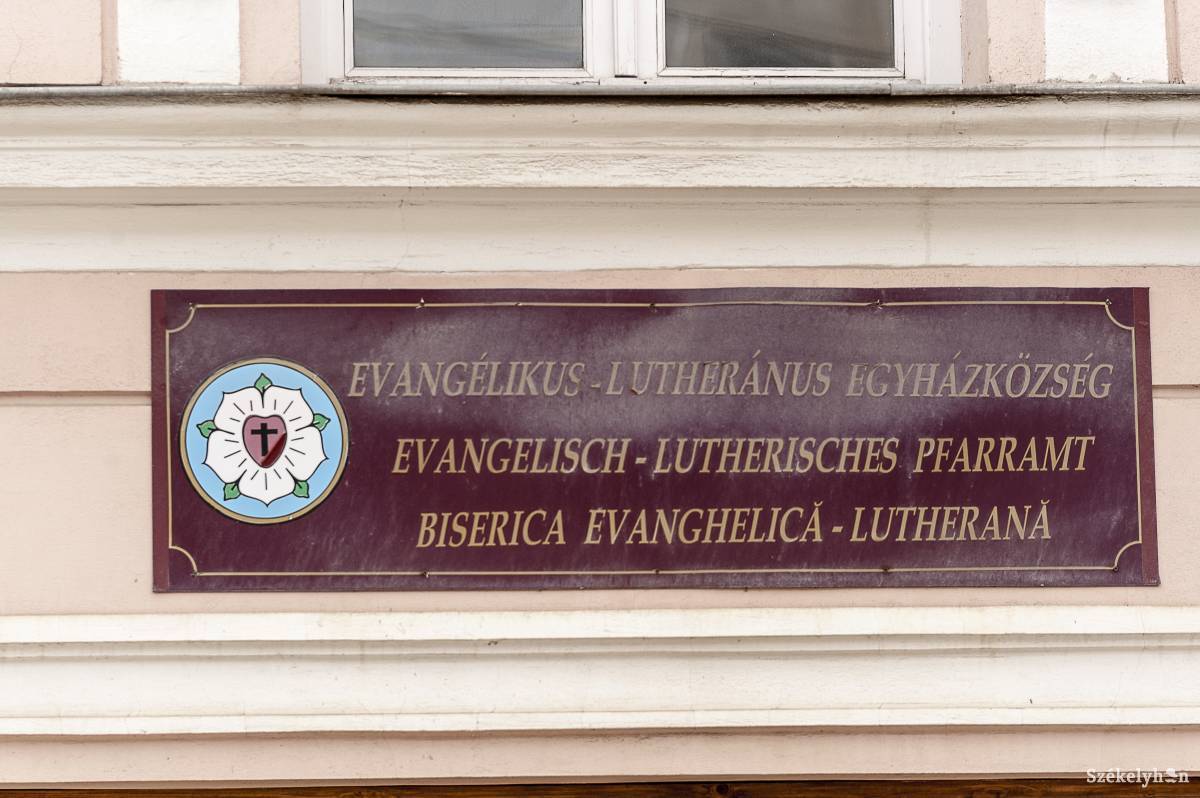 EVANGÉLIKUS - LUTHERÁNUS EGYHÁZKÖZSÉG
EVANGELISCH - LUTHERISCHES PFARRAMT
BISERICA EVANGHELICĂ - LUTHERANĂ
Székelyhon